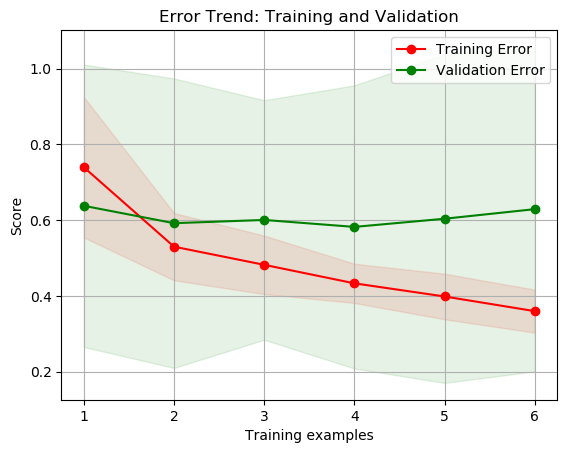 Error Trend: Training and Validation
Training Error
Validation Error
1.0
0.8
0.6
0.4
0.2
Score
1 2 3 4 5 6
Training examples